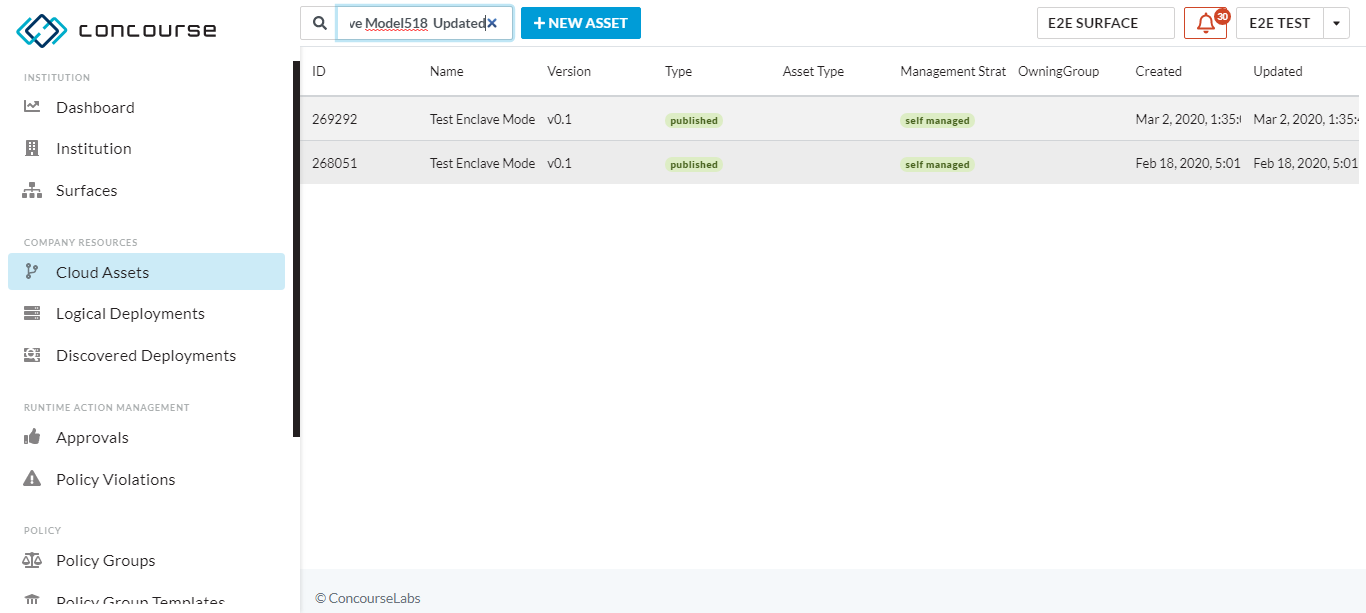 concourse
ve Model518 Updated
NEW ASSET
E2E SURFACE
30
E2E TEST
INSTITUTION
Dashboard
Institution
Surfaces
COMPANY RESOURCES
Cloud Assets
Logical Deployments
Discovered Deployments
RUNTIME ACTION MANAGEMENT
Approvals
Policy Violations
POLICY
Policy Groups
Policy Group Templates
ID Name Version Type Asset Type Management Strat OwningGroup Created Updated
269292 Test Enclave Mode v0.1 published self managed Mar 2, 2020, 1:35: Mar 2, 2020, 1:35:
268051 Test Enclave Mode v0.1 published self managed Feb 18, 2020, 5:01 Feb 18, 2020, 5:01
© ConcourseLabs